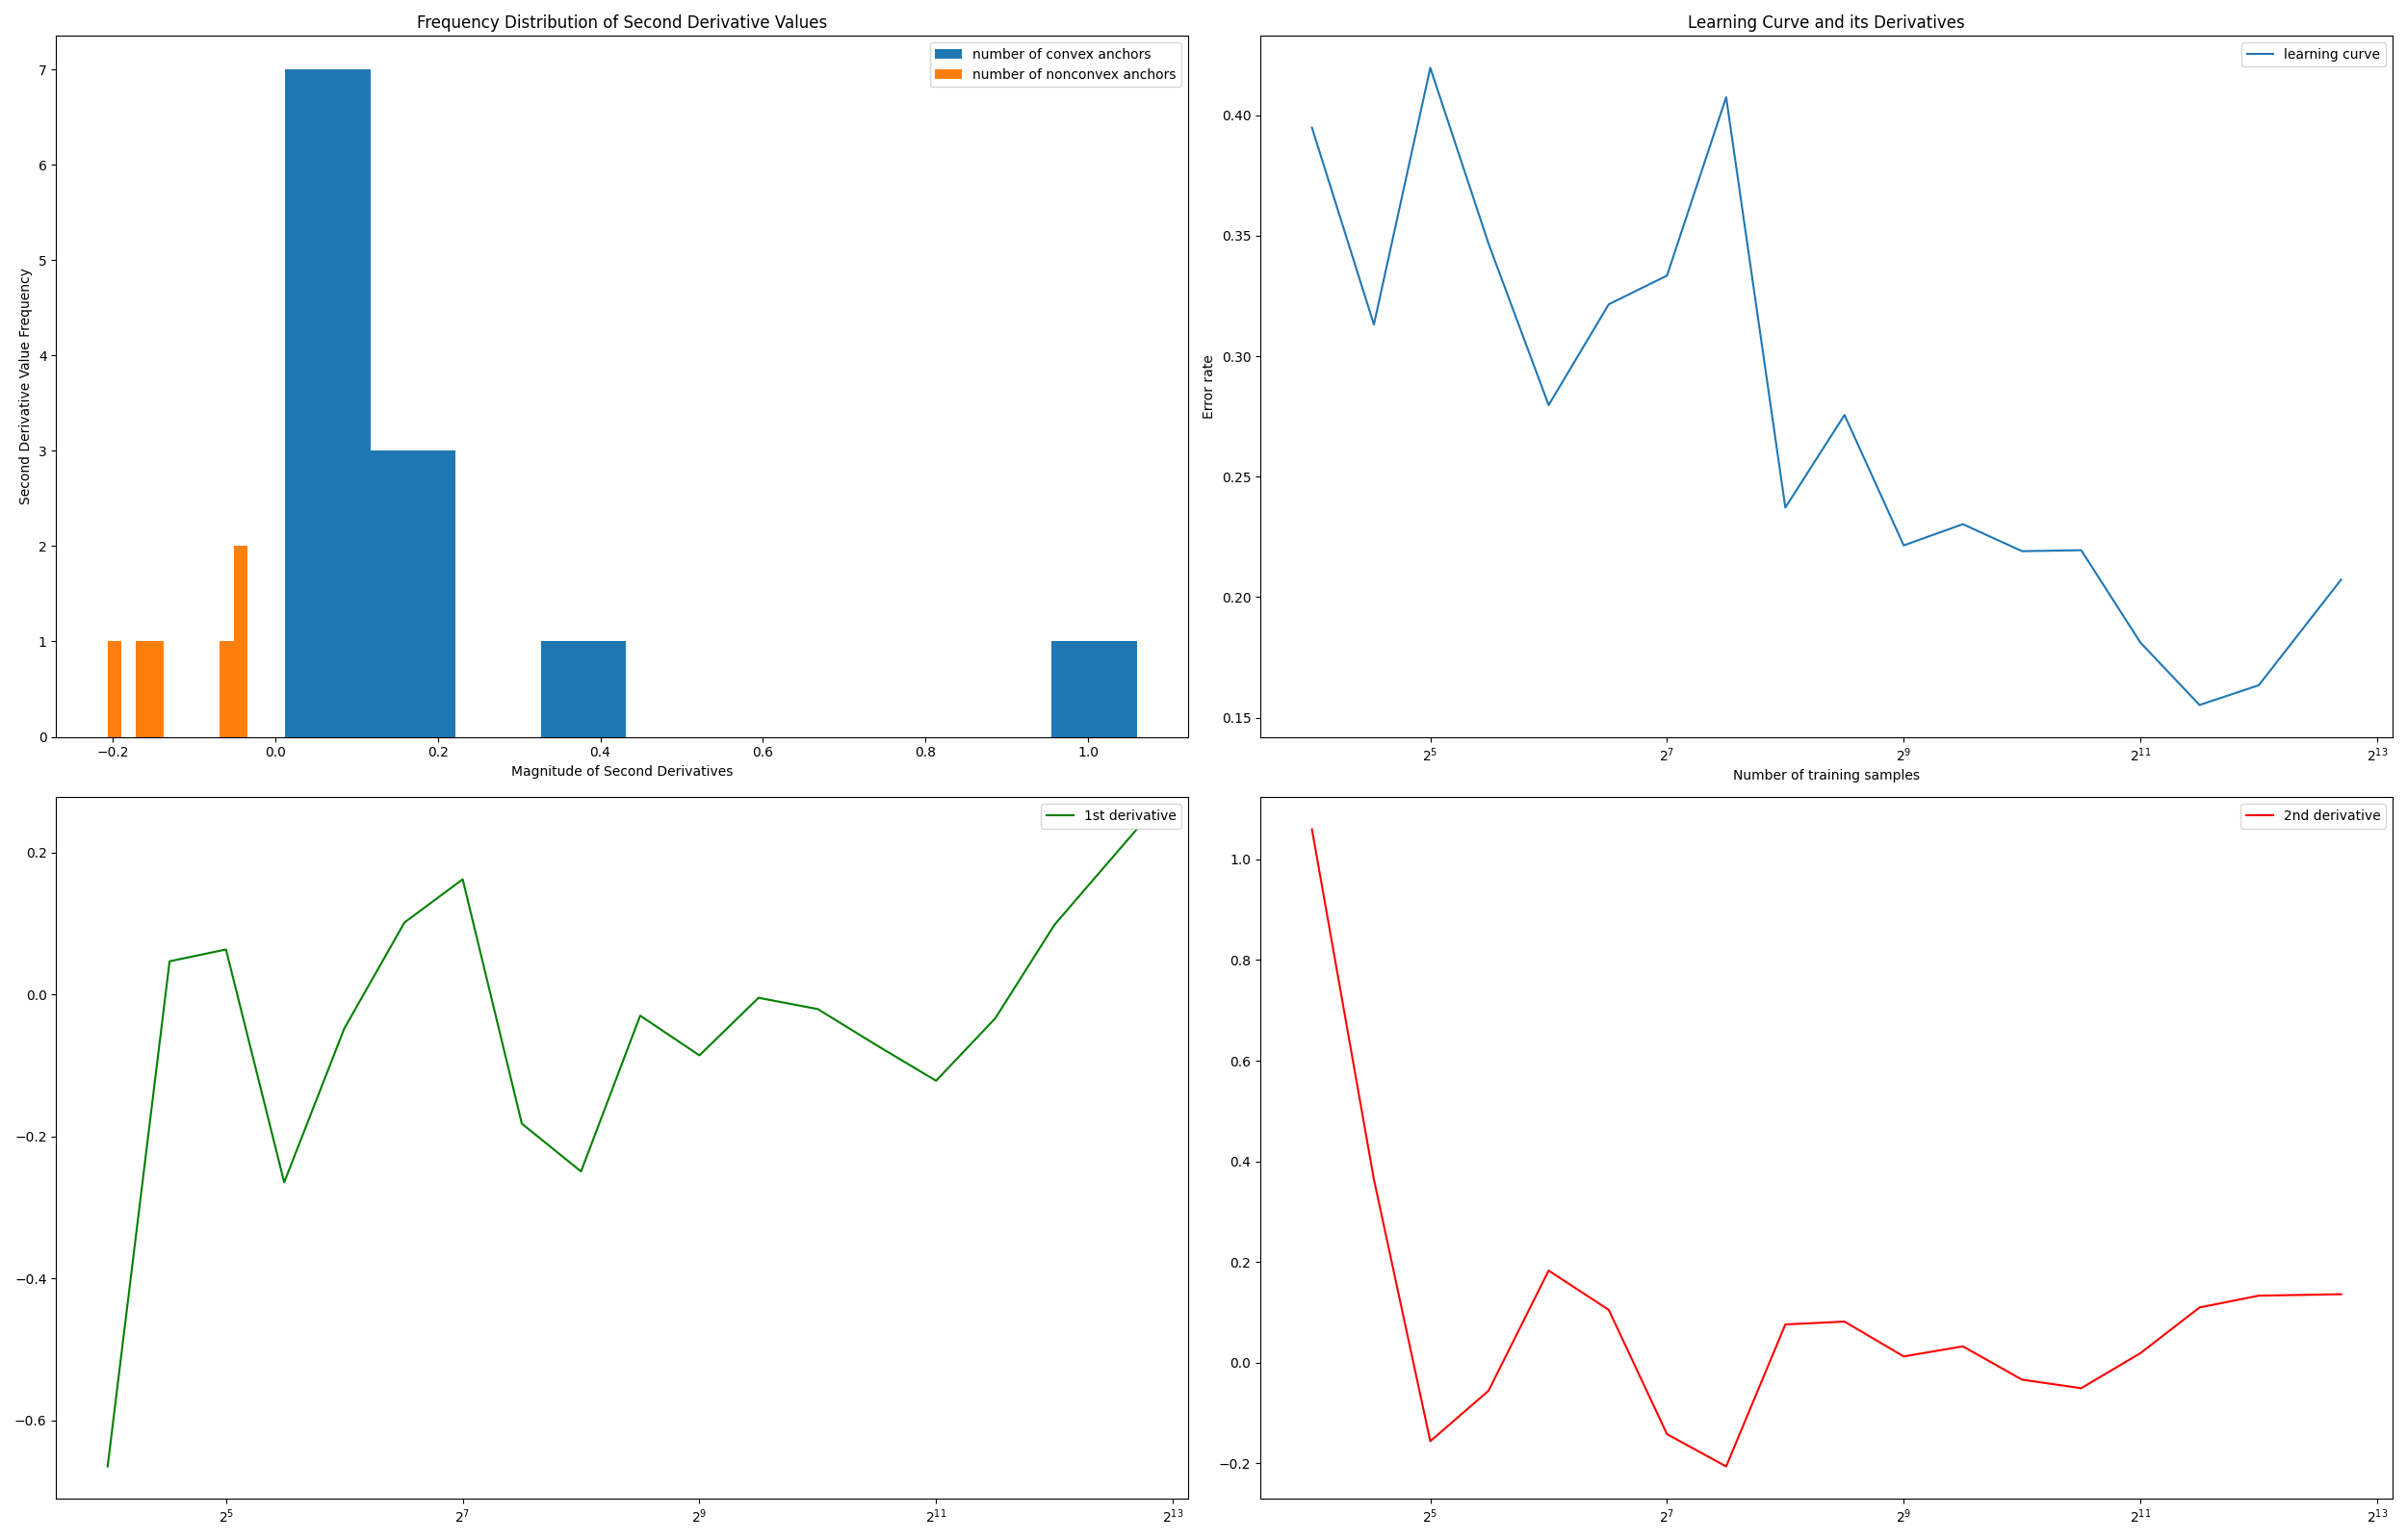 Frequency Distribution of Second Derivative Values
number of convex anchors
number of nonconvex anchors
Second Derivative Value Frequency
7
6
5
4
3
2
1
0
−0.2 0.0 0.2 0.4 0.6 0.8 1.0
Magnitude of Second Derivatives
Learning Curve and its Derivatives
learning curve
Error rate
0.40
0.35
0.30
0.25
0.20
0.15
2^5 2^7 2^9 2^11 2^13
Number of training samples
1st derivative
0.2
0.0
−0.2
−0.4
−0.6
2^5 2^7 2^9 2^11 2^13
2nd derivative
1.0
0.8
0.6
0.4
0.2
0.0
−0.2
2^5 2^7 2^9 2^11 2^13